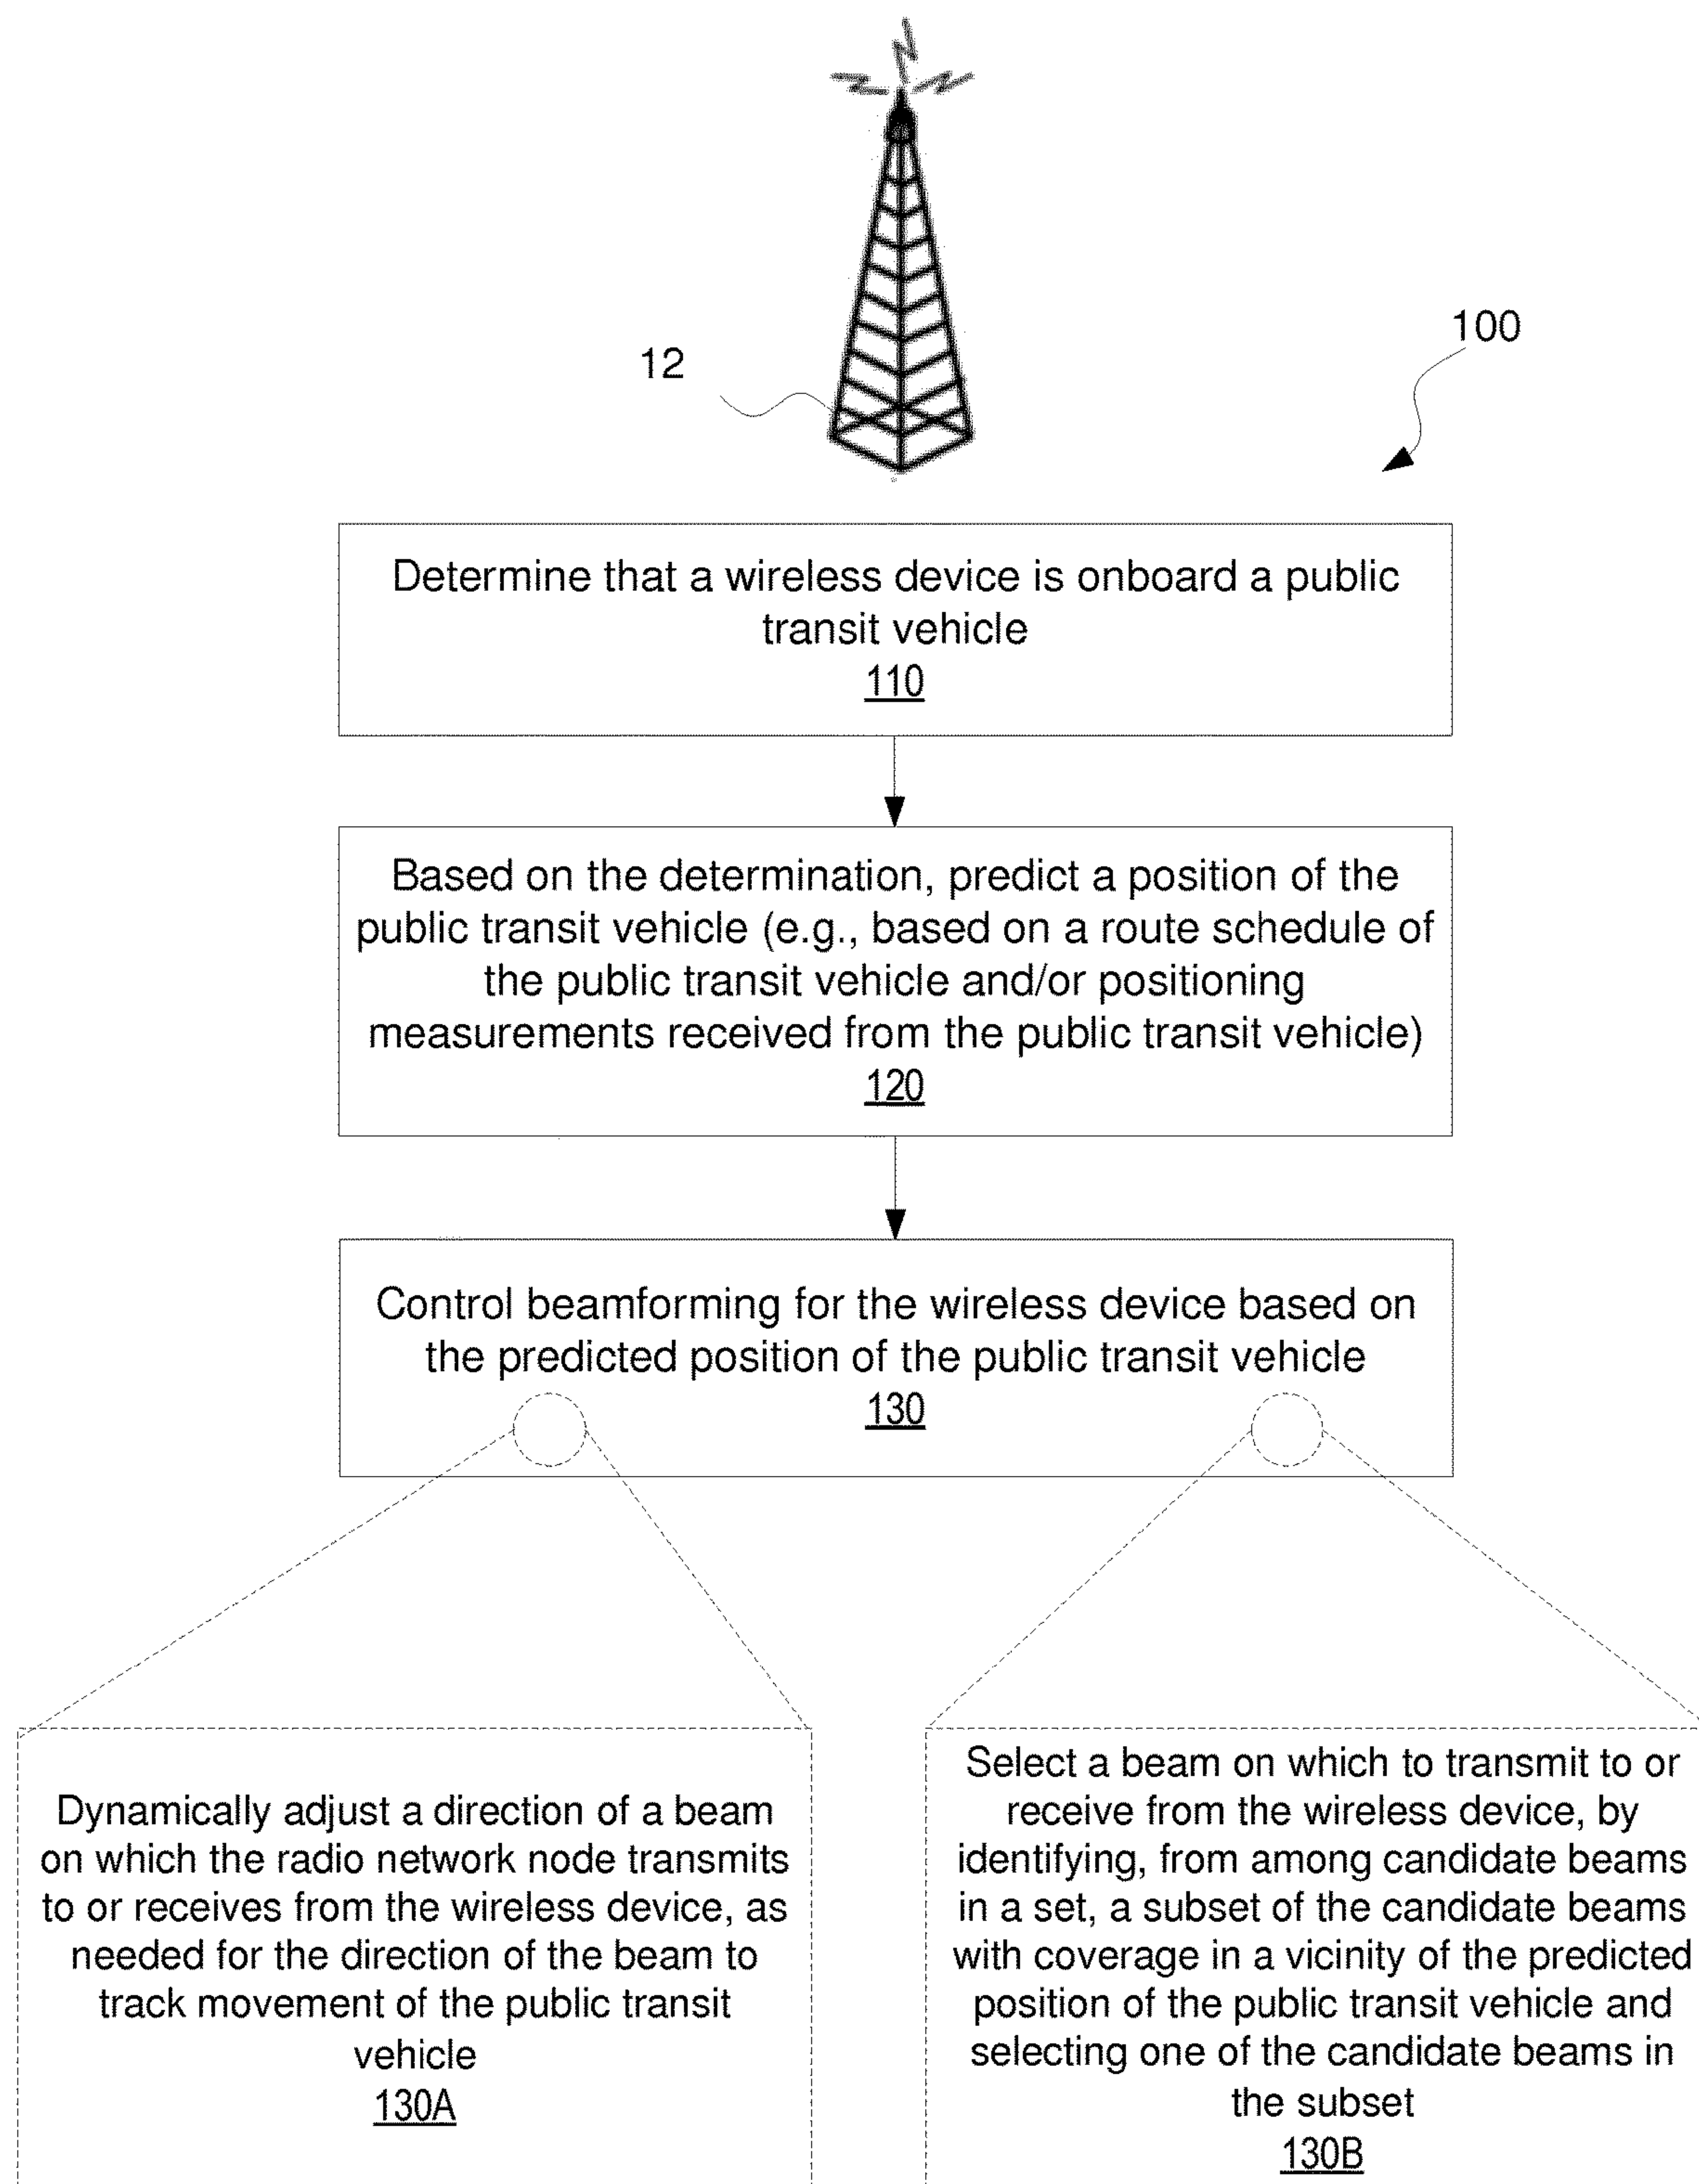 12
100
Determine that a wireless device is onboard a public
transit vehicle
110
Based on the determination, predict a position of the
public transit vehicle (e.g., based on a route schedule of
the public transit vehicle and/or positioning
measurements received from the public transit vehicle)
120
Control beamforming for the wireless device based on
the predicted position of the public transit vehicle
130
Dynamically adjust a direction of a beam
on which the radio network node transmits
to or receives from the wireless device, as
needed for the direction of the beam to
track movement of the public transit
vehicle
130A
Select a beam on which to transmit to or
receive from the wireless device, by
identifying, from among candidate beams
in a set, a subset of the candidate beams
with coverage in a vicinity of the predicted
position of the public transit vehicle and
selecting one of the candidate beams in
the subset
130B